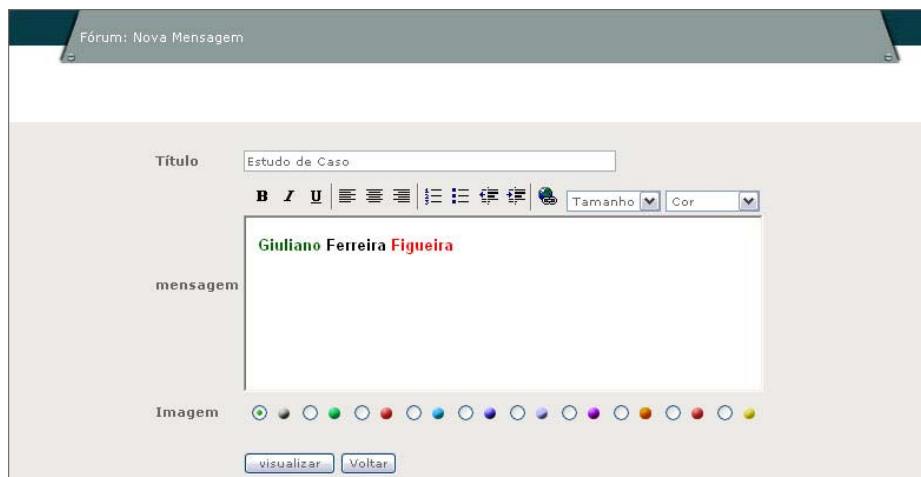 Fórum: Nova Mensagem
Título
Estudo de Caso
B I U
Tamanho
Cor
mensagem
Giuliano Ferreira Figueira
Imagem
visualizar
Voltar